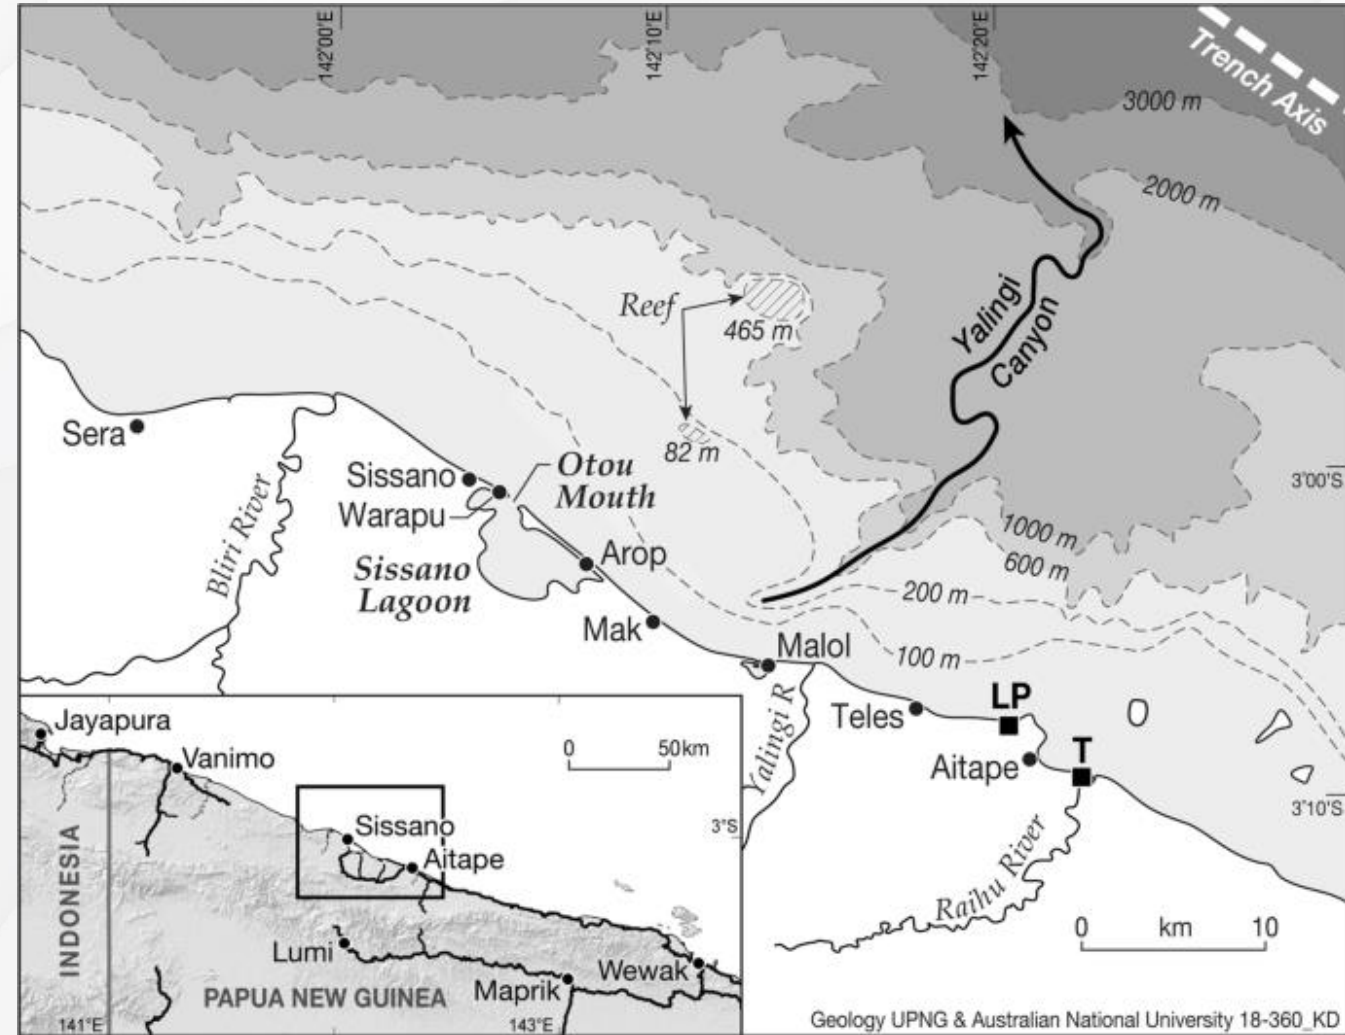 142°00'E
142°10'E
142°20'E
Trench Axis
3000 m
2000 m
Reef
465 m
Yalingi
Canyon
82 m
Sera
Sissano
Otou
Mouth
Warapu
3°00'S
Bliri River
Sissano
Lagoon
Arop
1000 m
600 m
200 m
Mak
Malol
100 m
LP
Teles
Yalingi R
T
Aitape
3°10'S
Raihu River
0 km 10
Jayapura
Vanimo
0 50km
Sissano
3°S
Aitape
INDONESIA
Lumi
Wewak
Maprik
PAPUA NEW GUINEA
141°E
143°E
Geology UPNG & Australian National University 18-360_KD